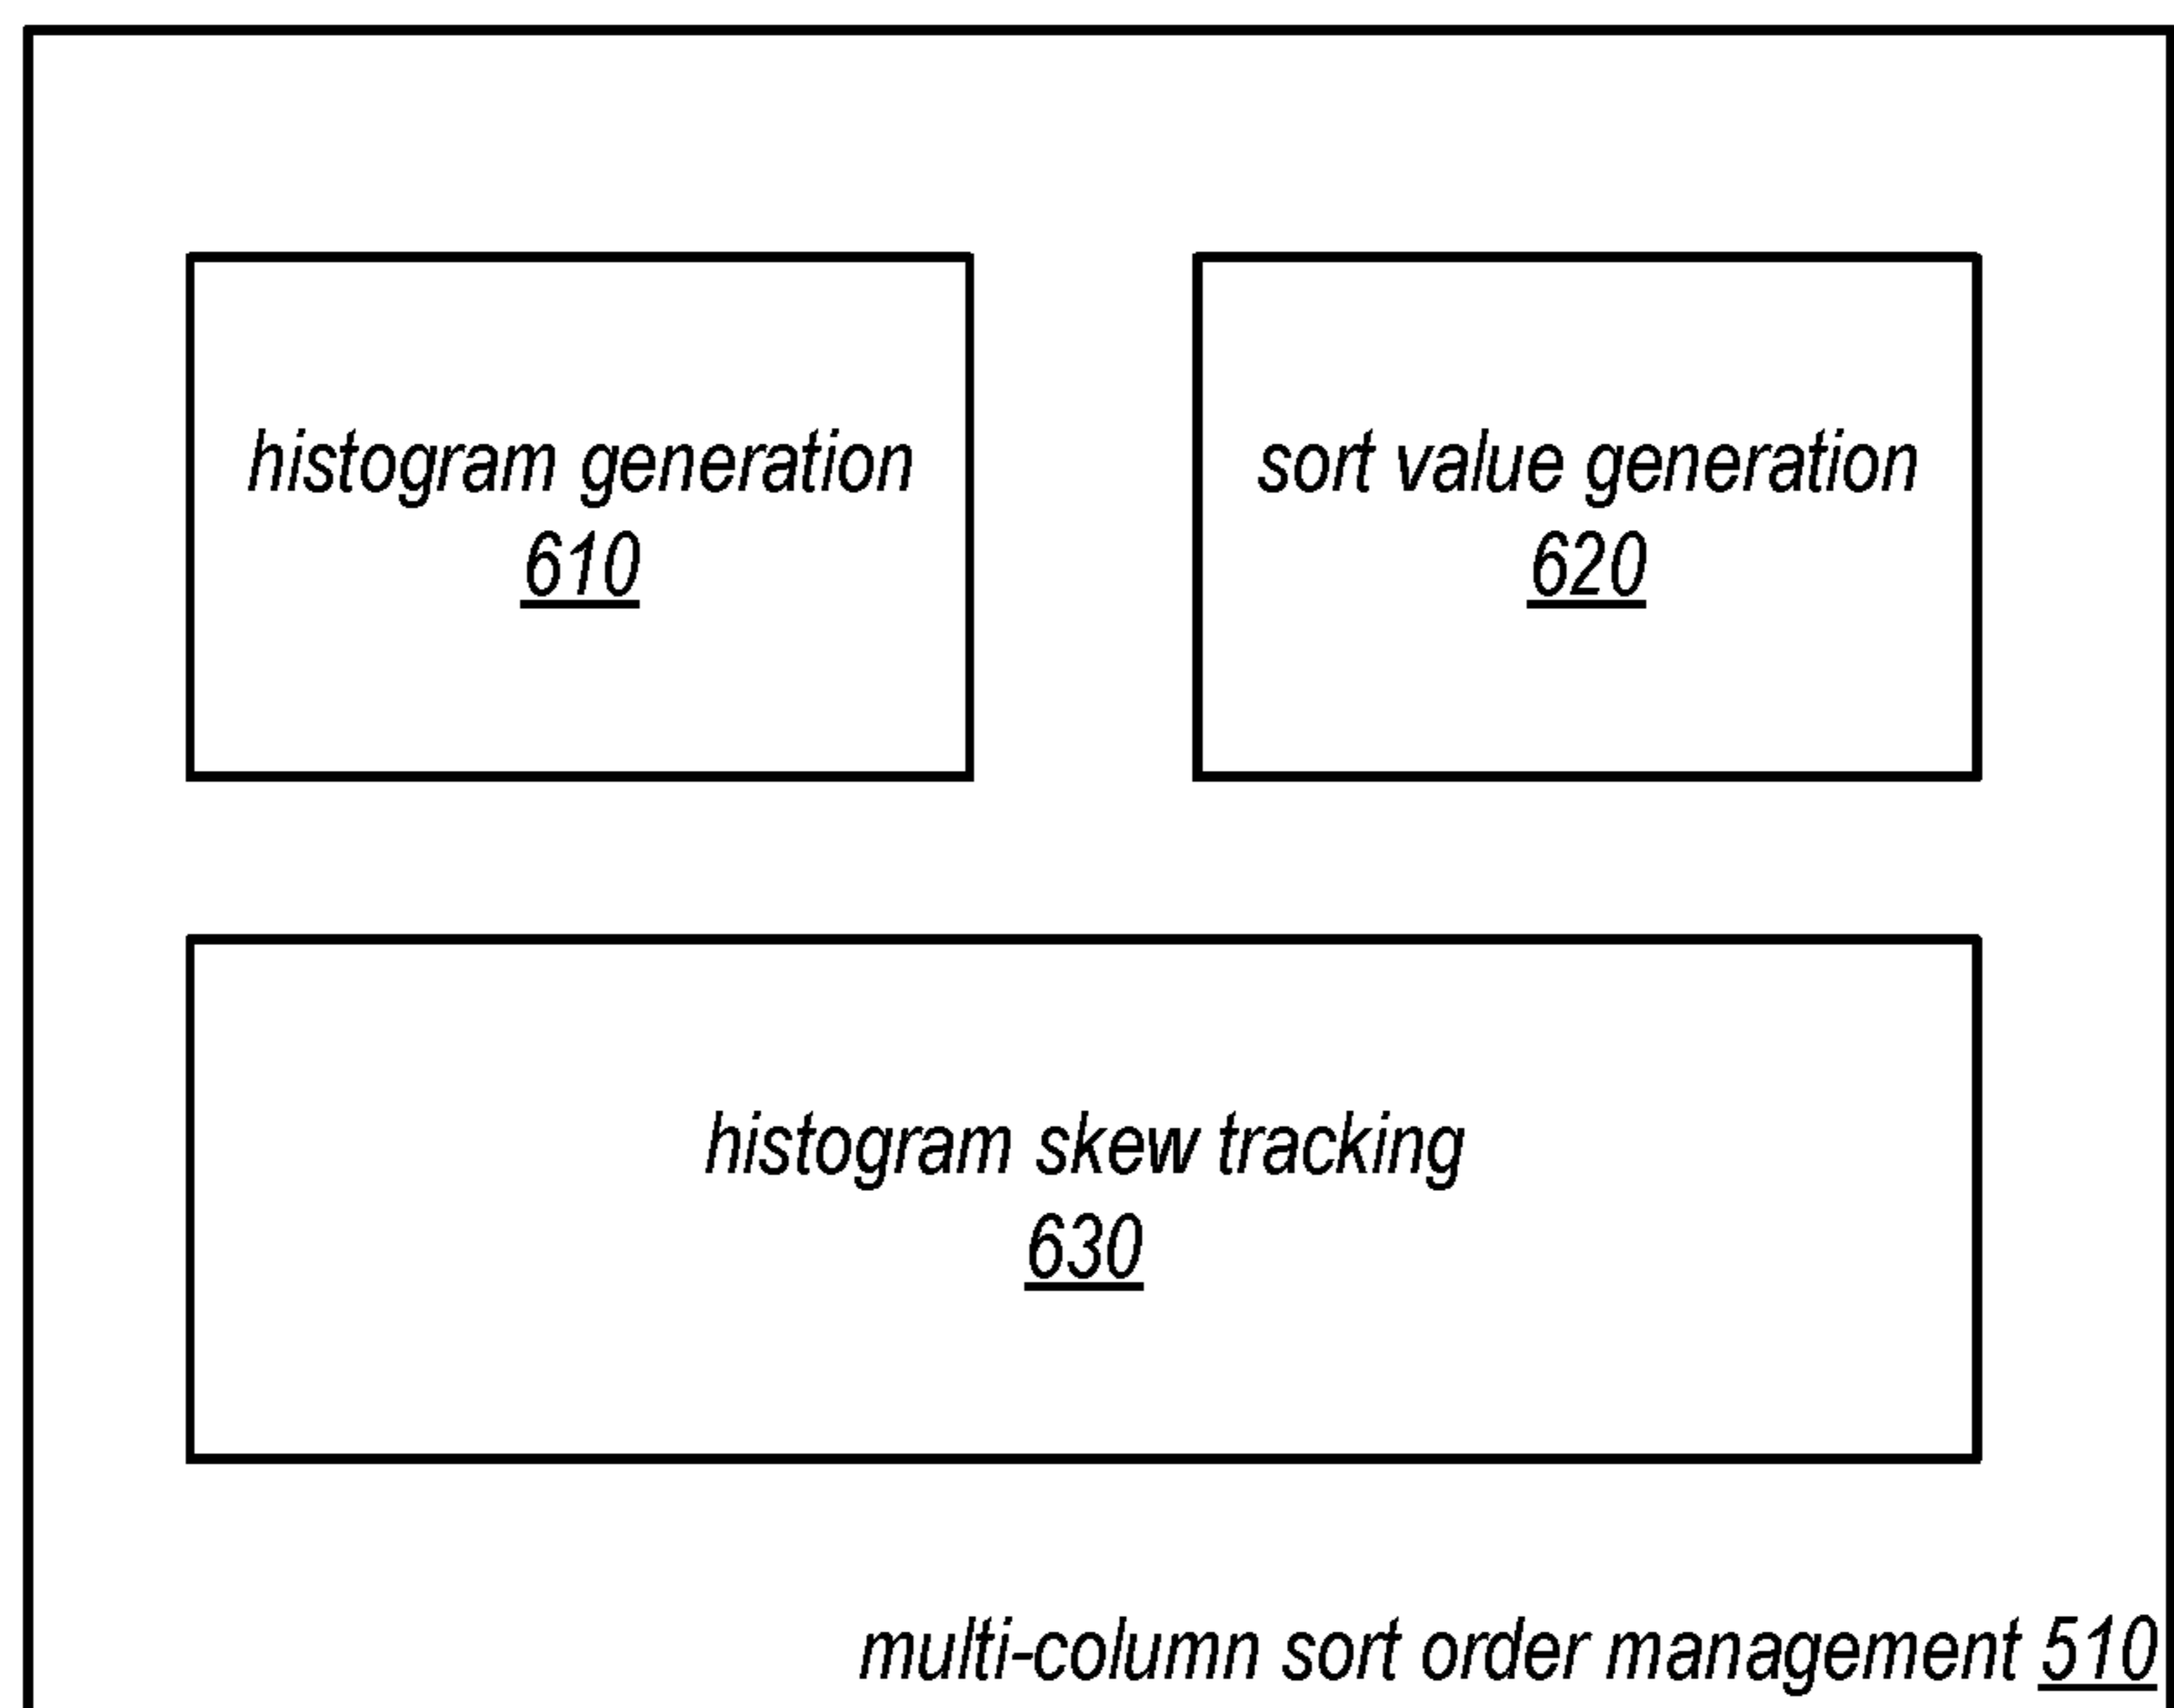 histogram generation
610
sort value generation
620
histogram skew tracking
630
multi-column sort order management 510